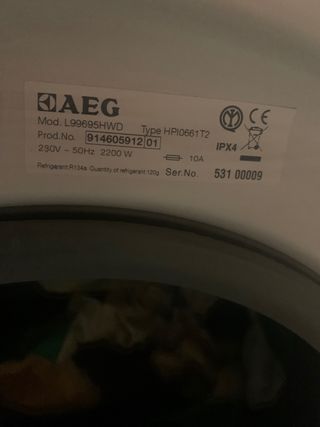 AEG
Mod. L99695HWD Type HPI0661T2
Prod.No. 914605912 01
230V ~ 50Hz 2200 W 10A IPX4
Refrigerant R134a Quantity of refrigerant 120g Ser.No. 531 00009